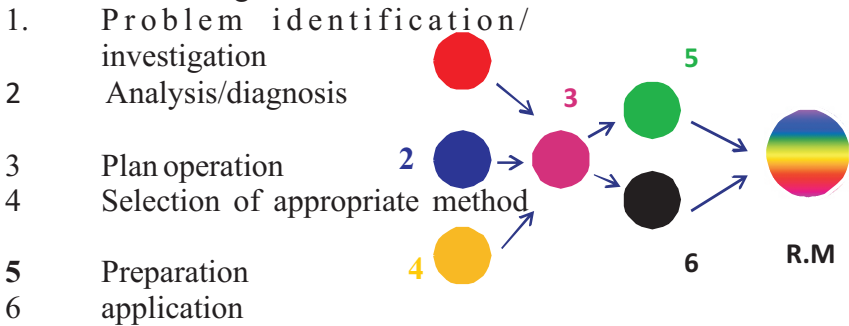 1. Problem identification/
investigation
2 Analysis/diagnosis
3 Plan operation
4 Selection of appropriate method
5 Preparation
6 application
5
3
2
4
6
R.M